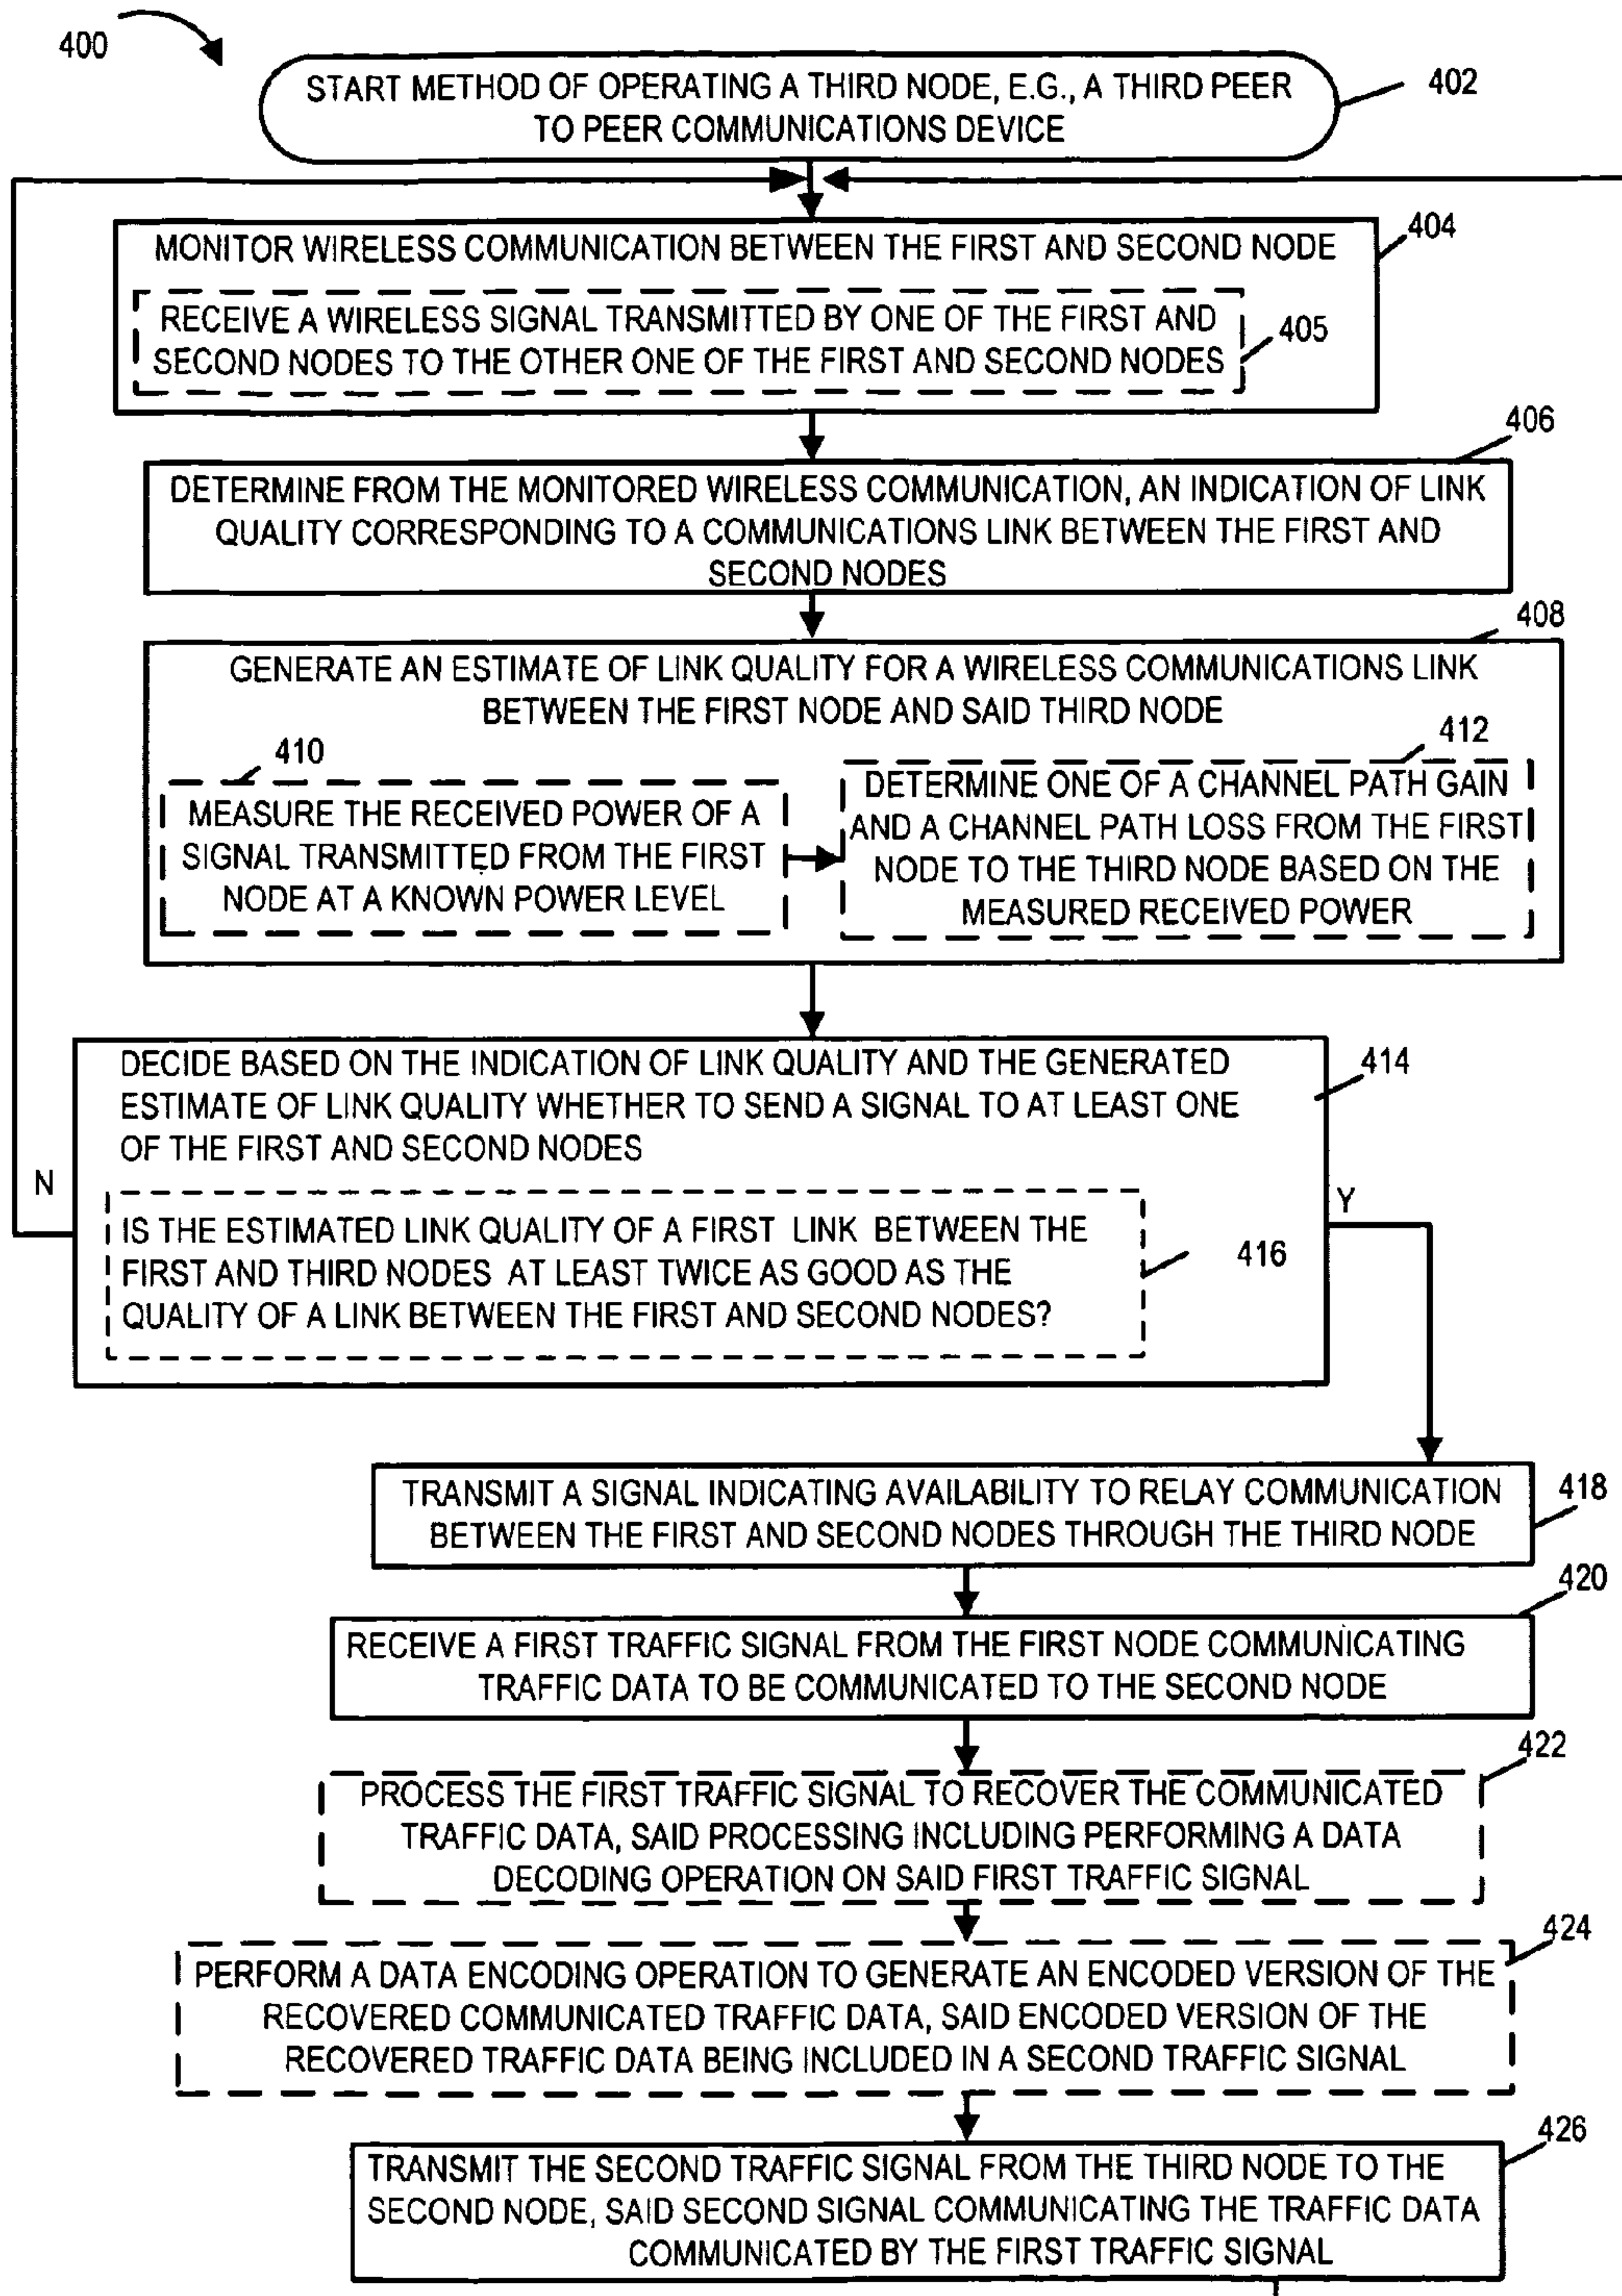 400
START METHOD OF OPERATING A THIRD NODE, E.G., A THIRD PEER
TO PEER COMMUNICATIONS DEVICE
402
MONITOR WIRELESS COMMUNICATION BETWEEN THE FIRST AND SECOND NODE
404
RECEIVE A WIRELESS SIGNAL TRANSMITTED BY ONE OF THE FIRST AND
SECOND NODES TO THE OTHER ONE OF THE FIRST AND SECOND NODES
405
406
DETERMINE FROM THE MONITORED WIRELESS COMMUNICATION, AN INDICATION OF LINK
QUALITY CORRESPONDING TO A COMMUNICATIONS LINK BETWEEN THE FIRST AND
SECOND NODES
408
GENERATE AN ESTIMATE OF LINK QUALITY FOR A WIRELESS COMMUNICATIONS LINK
BETWEEN THE FIRST NODE AND SAID THIRD NODE
410
MEASURE THE RECEIVED POWER OF A
SIGNAL TRANSMITTED FROM THE FIRST
NODE AT A KNOWN POWER LEVEL
412
DETERMINE ONE OF A CHANNEL PATH GAIN
AND A CHANNEL PATH LOSS FROM THE FIRST
NODE TO THE THIRD NODE BASED ON THE
MEASURED RECEIVED POWER
DECIDE BASED ON THE INDICATION OF LINK QUALITY AND THE GENERATED
ESTIMATE OF LINK QUALITY WHETHER TO SEND A SIGNAL TO AT LEAST ONE
OF THE FIRST AND SECOND NODES
414
N
Y
IS THE ESTIMATED LINK QUALITY OF A FIRST LINK BETWEEN THE
FIRST AND THIRD NODES AT LEAST TWICE AS GOOD AS THE
QUALITY OF A LINK BETWEEN THE FIRST AND SECOND NODES?
416
TRANSMIT A SIGNAL INDICATING AVAILABILITY TO RELAY COMMUNICATION
BETWEEN THE FIRST AND SECOND NODES THROUGH THE THIRD NODE
418
420
RECEIVE A FIRST TRAFFIC SIGNAL FROM THE FIRST NODE COMMUNICATING
TRAFFIC DATA TO BE COMMUNICATED TO THE SECOND NODE
422
PROCESS THE FIRST TRAFFIC SIGNAL TO RECOVER THE COMMUNICATED
TRAFFIC DATA, SAID PROCESSING INCLUDING PERFORMING A DATA
DECODING OPERATION ON SAID FIRST TRAFFIC SIGNAL
424
PERFORM A DATA ENCODING OPERATION TO GENERATE AN ENCODED VERSION OF THE
RECOVERED COMMUNICATED TRAFFIC DATA, SAID ENCODED VERSION OF THE
RECOVERED TRAFFIC DATA BEING INCLUDED IN A SECOND TRAFFIC SIGNAL
426
TRANSMIT THE SECOND TRAFFIC SIGNAL FROM THE THIRD NODE TO THE
SECOND NODE, SAID SECOND SIGNAL COMMUNICATING THE TRAFFIC DATA
COMMUNICATED BY THE FIRST TRAFFIC SIGNAL